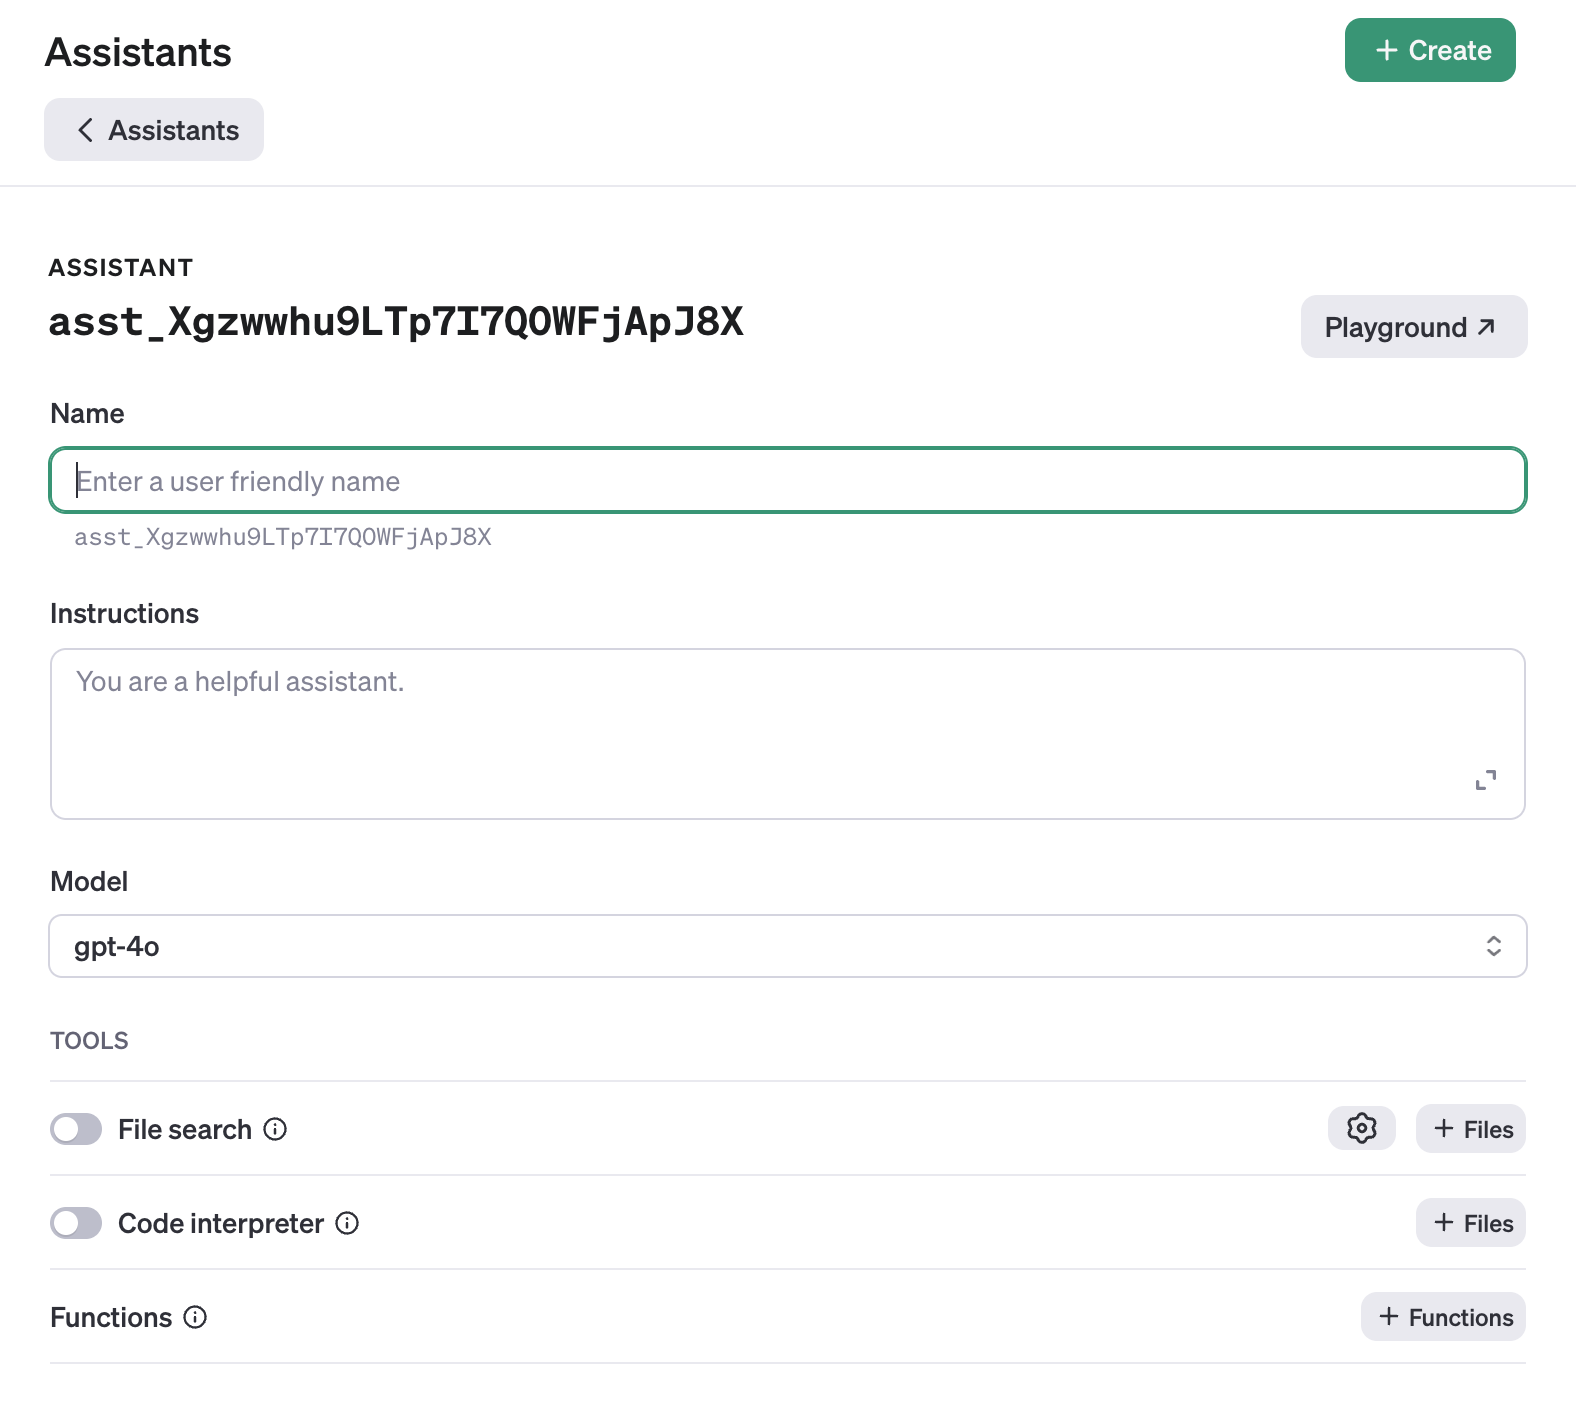 Assistants
+ Create
Assistants
ASSISTANT
asst_Xgzwwhu9LTp7I7QOWFjApJ8X
Playground ↗
Name
Enter a user friendly name
asst_Xgzwwhu9LTp7I7QOWFjApJ8X
Instructions
You are a helpful assistant.
Model
gpt-4o
TOOLS
File search
+ Files
Code interpreter
+ Files
Functions
+ Functions